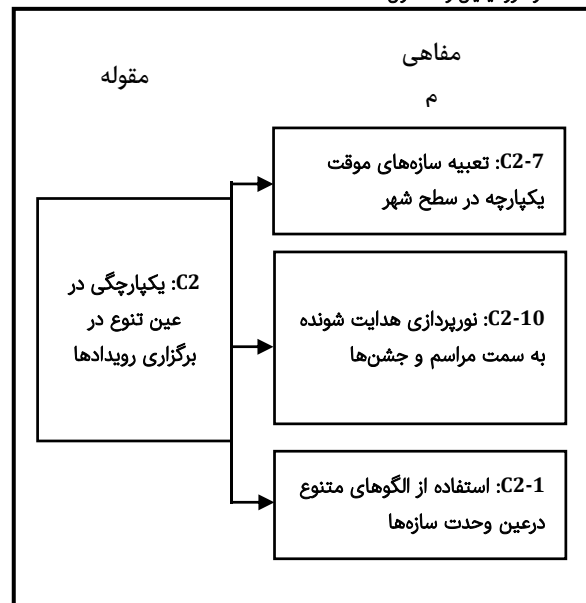 مفاهی
م
مقوله
C2-7: تعبیه سازه‌های موقت
یکپارچه در سطح شهر
C2: یکپارچگی در
عین تنوع در
برگزاری رویدادها
C2-10: نورپردازی هدایت شونده
به سمت مراسم و جشن‌ها
C2-1: استفاده از الگوهای متنوع
درعین وحدت سازه‌ها